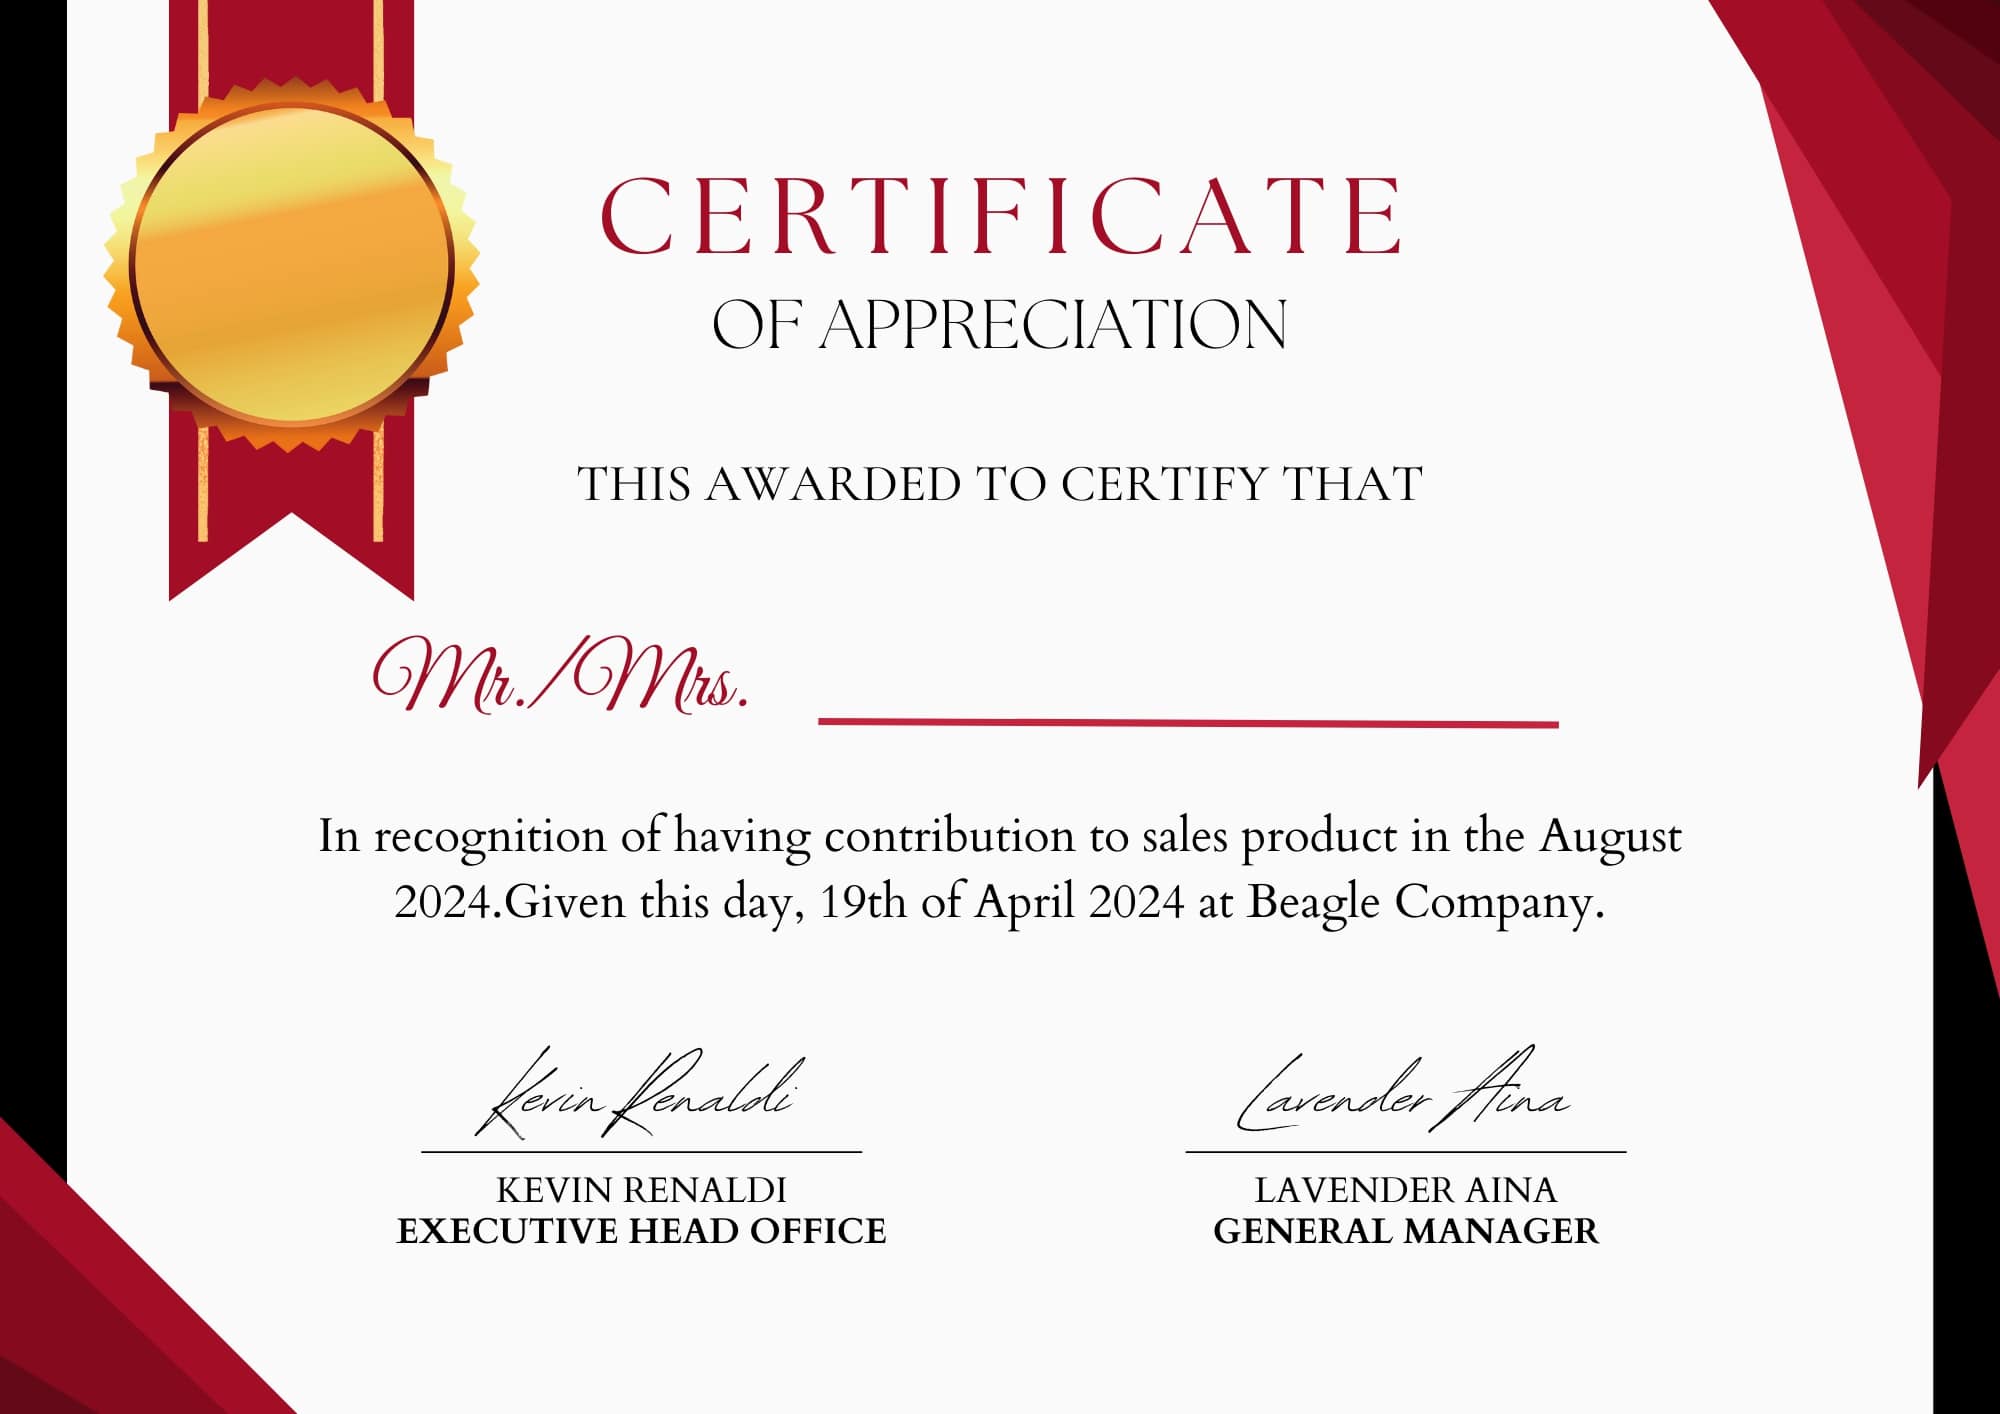 CERTIFICATE
OF APPRECIATION
THIS AWARDED TO CERTIFY THAT
Mr./Mrs.
In recognition of having contribution to sales product in the August
2024.Given this day, 19th of April 2024 at Beagle Company.
Kevin Renaldi
KEVIN RENALDI
EXECUTIVE HEAD OFFICE
Lavender Aina
LAVENDER AINA
GENERAL MANAGER